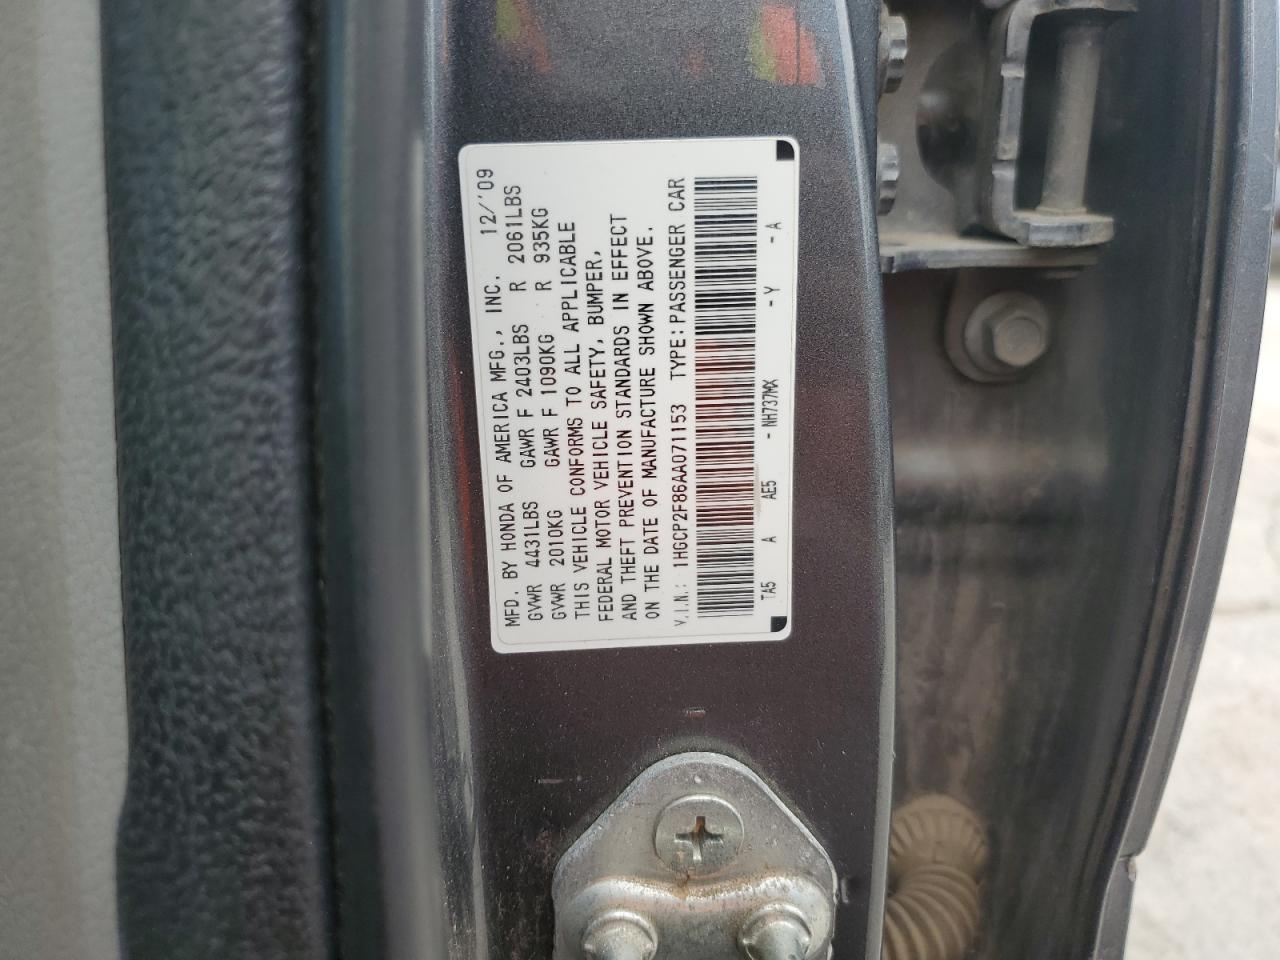 MFD. BY HONDA OF AMERICA MFG., INC. 12/'09
GVWR 4431LBS GAWR F 2403LBS R 2061LBS
GVWR 2010KG GAWR F 1090KG R 935KG
THIS VEHICLE CONFORMS TO ALL APPLICABLE
FEDERAL MOTOR VEHICLE SAFETY, BUMPER,
AND THEFT PREVENTION STANDARDS IN EFFECT
ON THE DATE OF MANUFACTURE SHOWN ABOVE.
V.I.N.: 1HGCP2F86AA071153 TYPE: PASSENGER CAR
TA5 A AE5 - NH737MX - Y - A